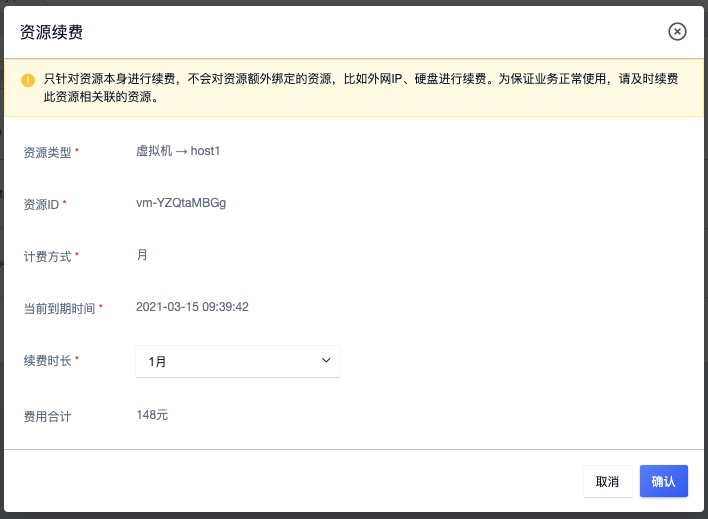 资源续费
只针对资源本身进行续费，不会对资源额外绑定的资源，比如外网IP、硬盘进行续费。为保证业务正常使用，请及时续费
此资源相关联的资源。
资源类型 * 虚拟机 → host1
资源ID * vm-YZQtaMBGg
计费方式 * 月
当前到期时间 * 2021-03-15 09:39:42
续费时长 * 1月
费用合计 148元
取消 确认